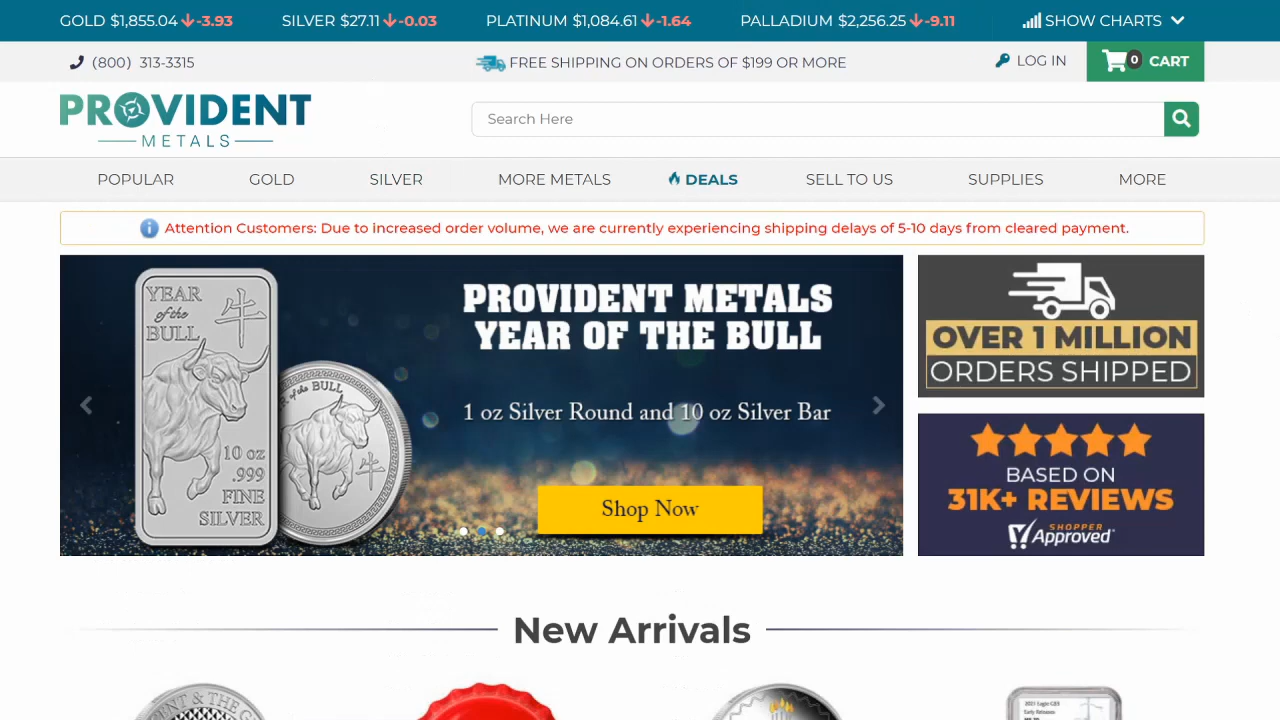 GOLD $1,855.04 -3.93 SILVER $27.11 -0.03 PLATINUM $1,084.61 -1.64 PALLADIUM $2,256.25 -9.11 SHOW CHARTS
(800) 313-3315 FREE SHIPPING ON ORDERS OF $199 OR MORE LOG IN 0 CART
PROVIDENT
METALS
Search Here
POPULAR GOLD SILVER MORE METALS DEALS SELL TO US SUPPLIES MORE
Attention Customers: Due to increased order volume, we are currently experiencing shipping delays of 5-10 days from cleared payment.
YEAR
of the
BULL
牛
10 oz
.999
FINE
SILVER
of the BULL
牛
PROVIDENT METALS
YEAR OF THE BULL
1 oz Silver Round and 10 oz Silver Bar
Shop Now
OVER 1 MILLION
ORDERS SHIPPED
BASED ON
31K+ REVIEWS
SHOPPER
Approved
New Arrivals
2021 Eagle G$5
Early Releases